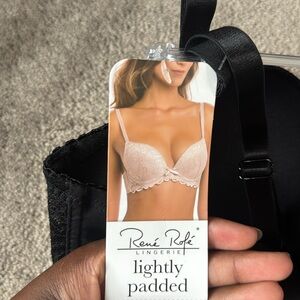 René Rofé®
LINGERIE
lightly
padded